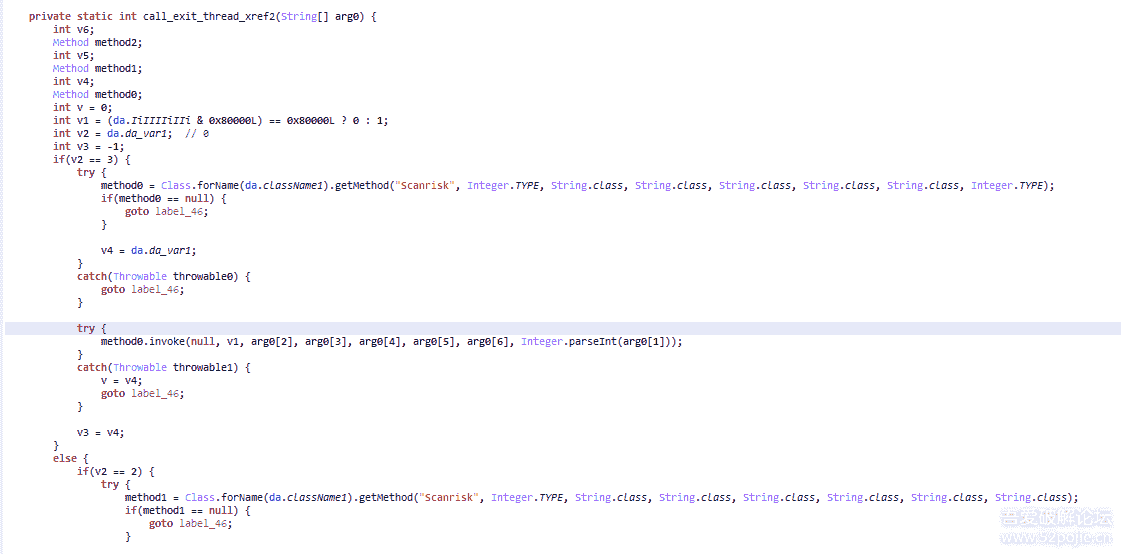 private static int call_exit_thread_xref2(String[] arg0) {
int v6;
Method method2;
int v5;
Method method1;
int v4;
Method method0;
int v = 0;
int v1 = (da.IiIIIIiIIi & 0x80000L) == 0x80000L ? 0 : 1;
int v2 = da.da_var1;  // 0
int v3 = -1;
if(v2 == 3) {
try {
method0 = Class.forName(da.className1).getMethod("Scanrisk", Integer.TYPE, String.class, String.class, String.class, String.class, String.class, Integer.TYPE);
if(method0 == null) {
goto label_46;
}
v4 = da.da_var1;
}
catch(Throwable throwable0) {
goto label_46;
}
try {
method0.invoke(null, v1, arg0[2], arg0[3], arg0[4], arg0[5], arg0[6], Integer.parseInt(arg0[1]));
}
catch(Throwable throwable1) {
v = v4;
goto label_46;
}
v3 = v4;
}
else {
if(v2 == 2) {
try {
method1 = Class.forName(da.className1).getMethod("Scanrisk", Integer.TYPE, String.class, String.class, String.class, String.class, String.class, String.class);
if(method1 == null) {
goto label_46;
}
吾爱破解论坛
www.52pojie.cn